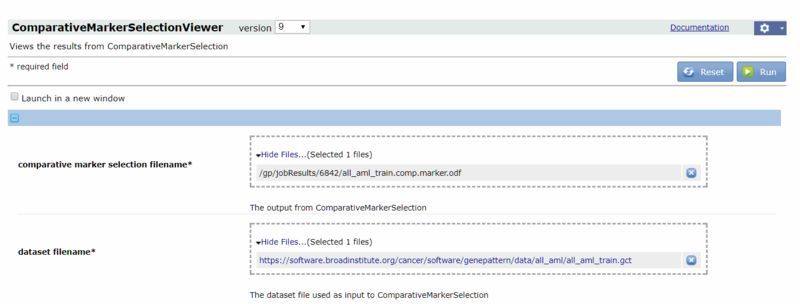 ComparativeMarkerSelectionViewer version 9 Documentation
Views the results from ComparativeMarkerSelection
* required field Reset Run
Launch in a new window
Hide Files...(Selected 1 files)
comparative marker selection filename*
/gp/jobResults/6842/all_aml_train.comp.marker.odf
The output from ComparativeMarkerSelection
Hide Files...(Selected 1 files)
dataset filename*
https://software.broadinstitute.org/cancer/software/genepattern/data/all_aml/all_aml_train.gct
The dataset file used as input to ComparativeMarkerSelection